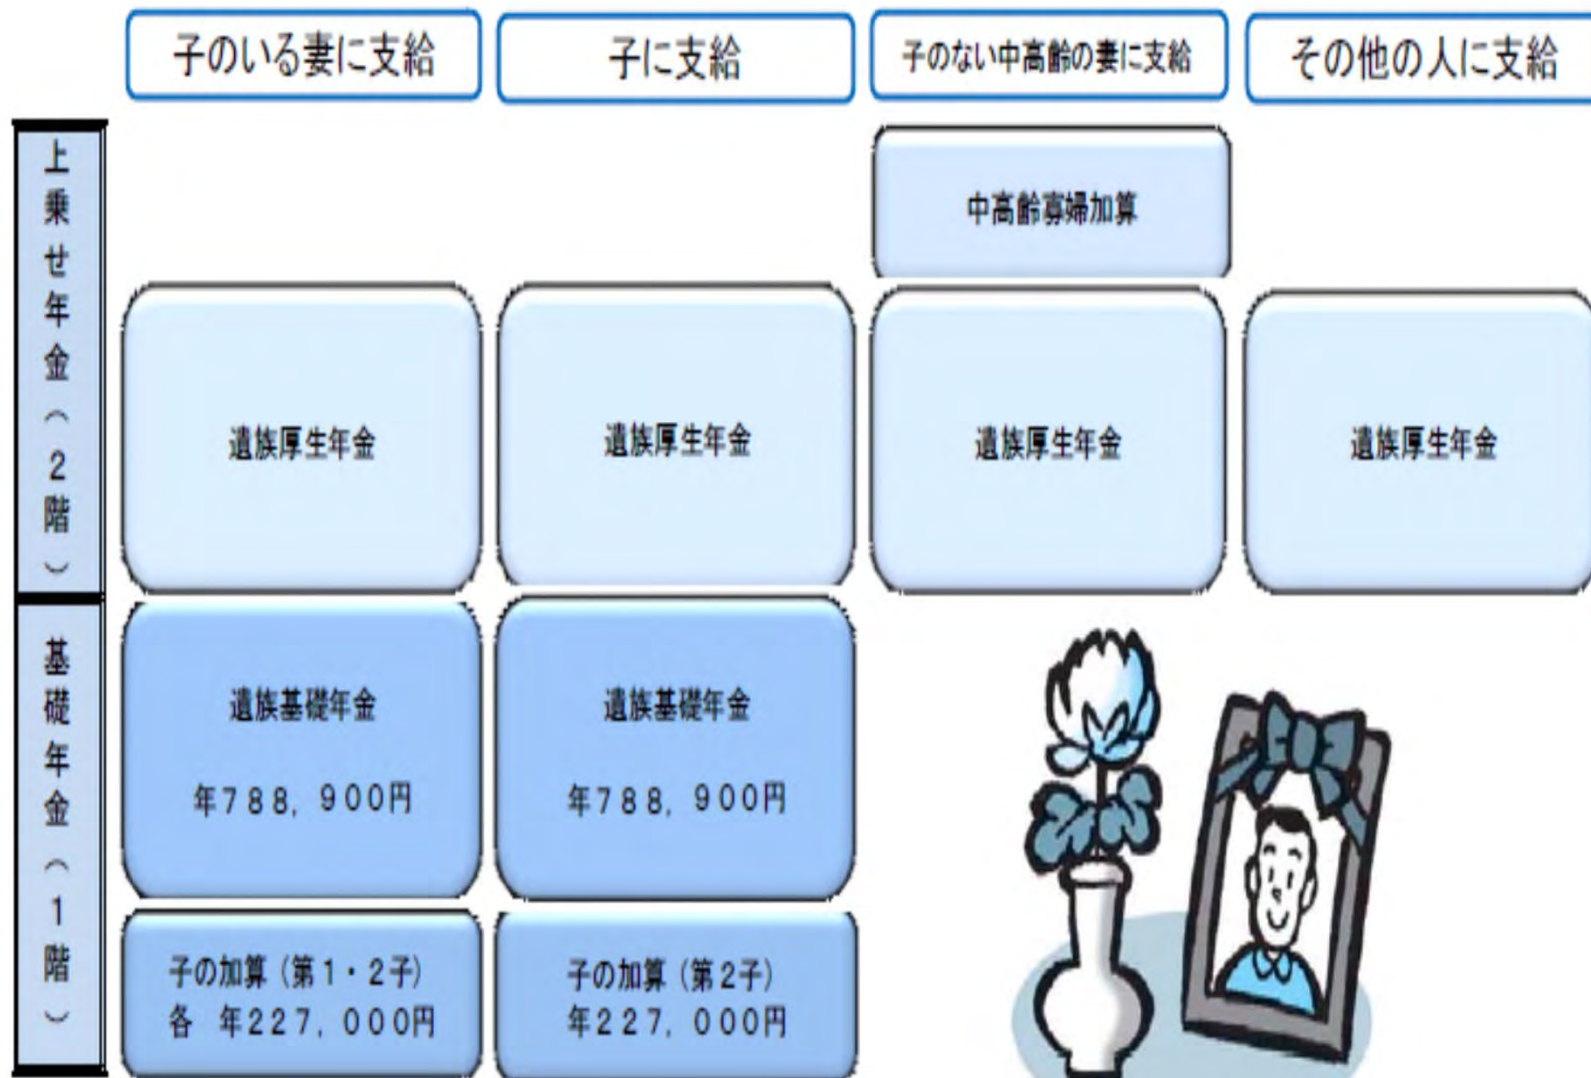 子のいる妻に支給
子に支給
子のない中高齢の妻に支給
その他の人に支給
上乗せ年金(2階)
中高齢寡婦加算
遺族厚生年金
遺族厚生年金
遺族厚生年金
遺族厚生年金
基礎年金(1階)
遺族基礎年金
年788,900円
遺族基礎年金
年788,900円
子の加算(第1・2子)
各 年227,000円
子の加算(第2子)
年227,000円